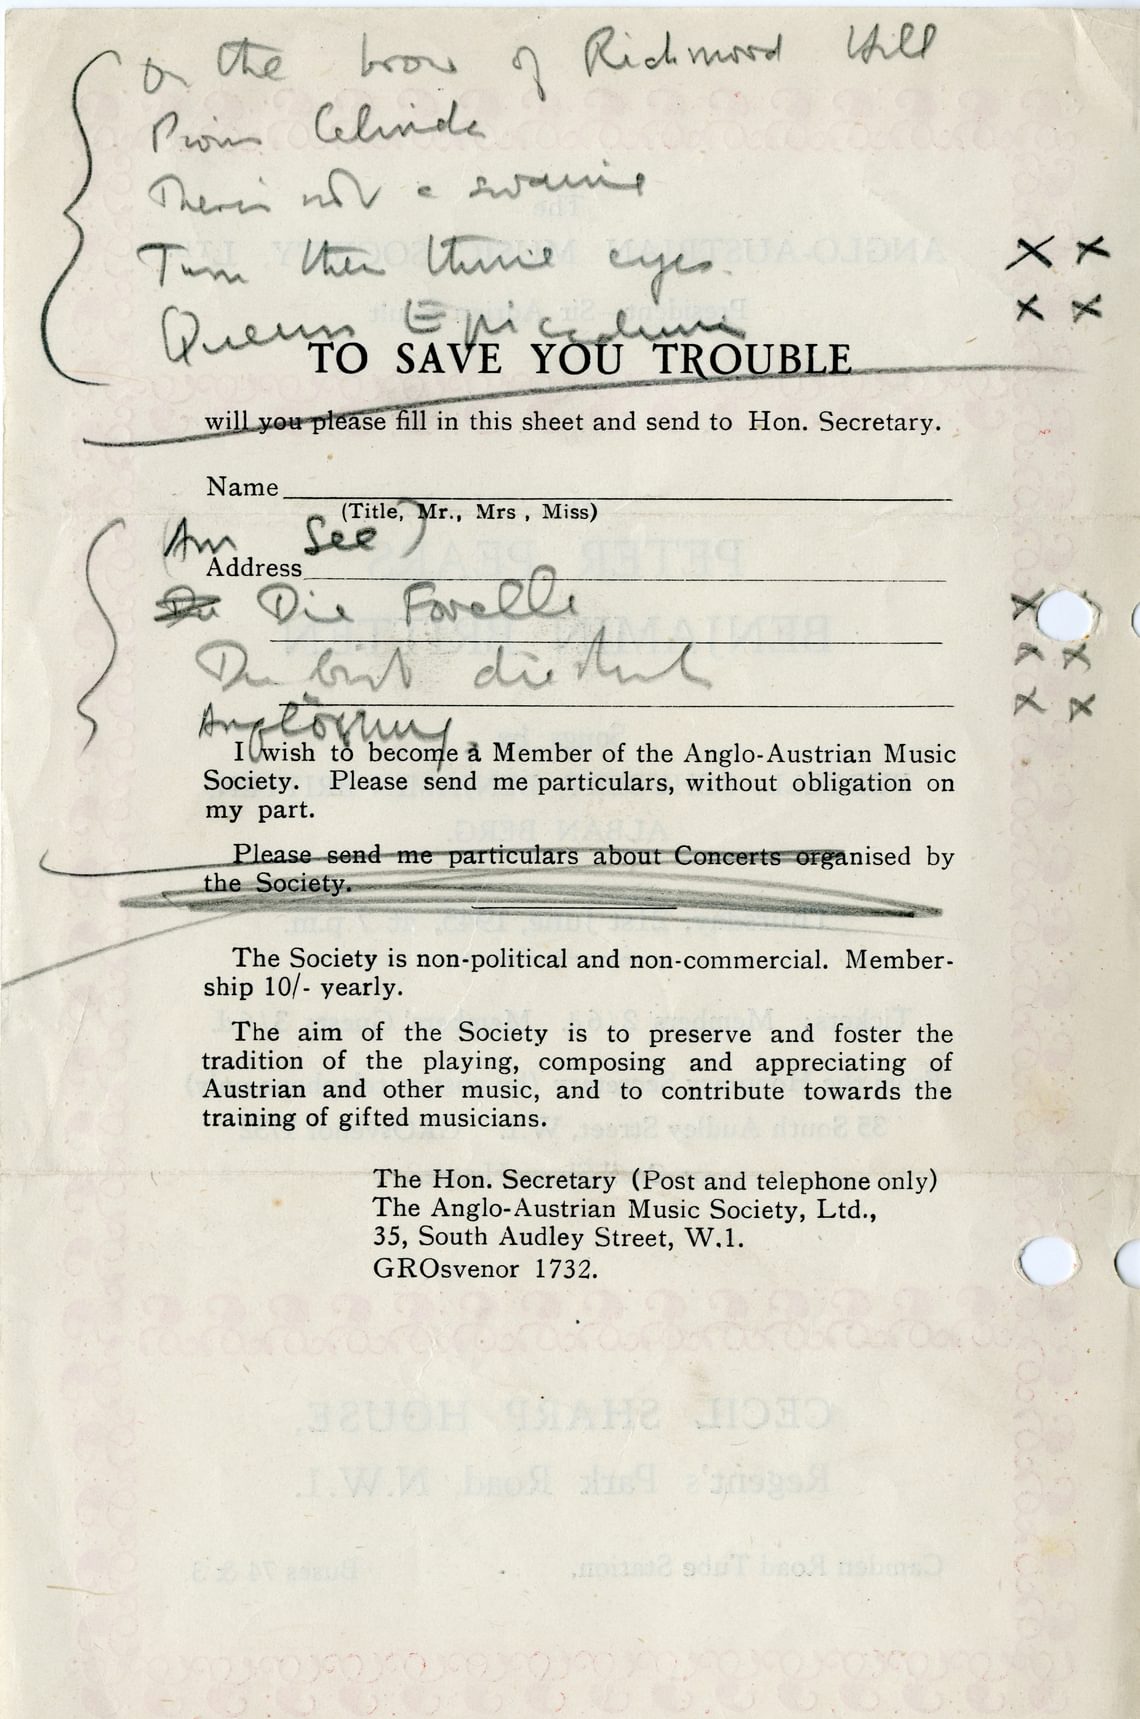 On the brow of Richmond Hill
Pious Celinda
There's not a swaine
Turn then thine eyes
Queens Epicedium
TO SAVE YOU TROUBLE
will you please fill in this sheet and send to Hon. Secretary.
Name
(Title, Mr., Mrs , Miss)
(Am See)
Address
Die Forelle
Du bist die Ruh
Auflösung
I wish to become a Member of the Anglo-Austrian Music
Society. Please send me particulars, without obligation on
my part.
Please send me particulars about Concerts organised by
the Society.
The Society is non-political and non-commercial. Member-
ship 10/- yearly.
The aim of the Society is to preserve and foster the
tradition of the playing, composing and appreciating of
Austrian and other music, and to contribute towards the
training of gifted musicians.
The Hon. Secretary (Post and telephone only)
The Anglo-Austrian Music Society, Ltd.,
35, South Audley Street, W.1.
GROsvenor 1732.